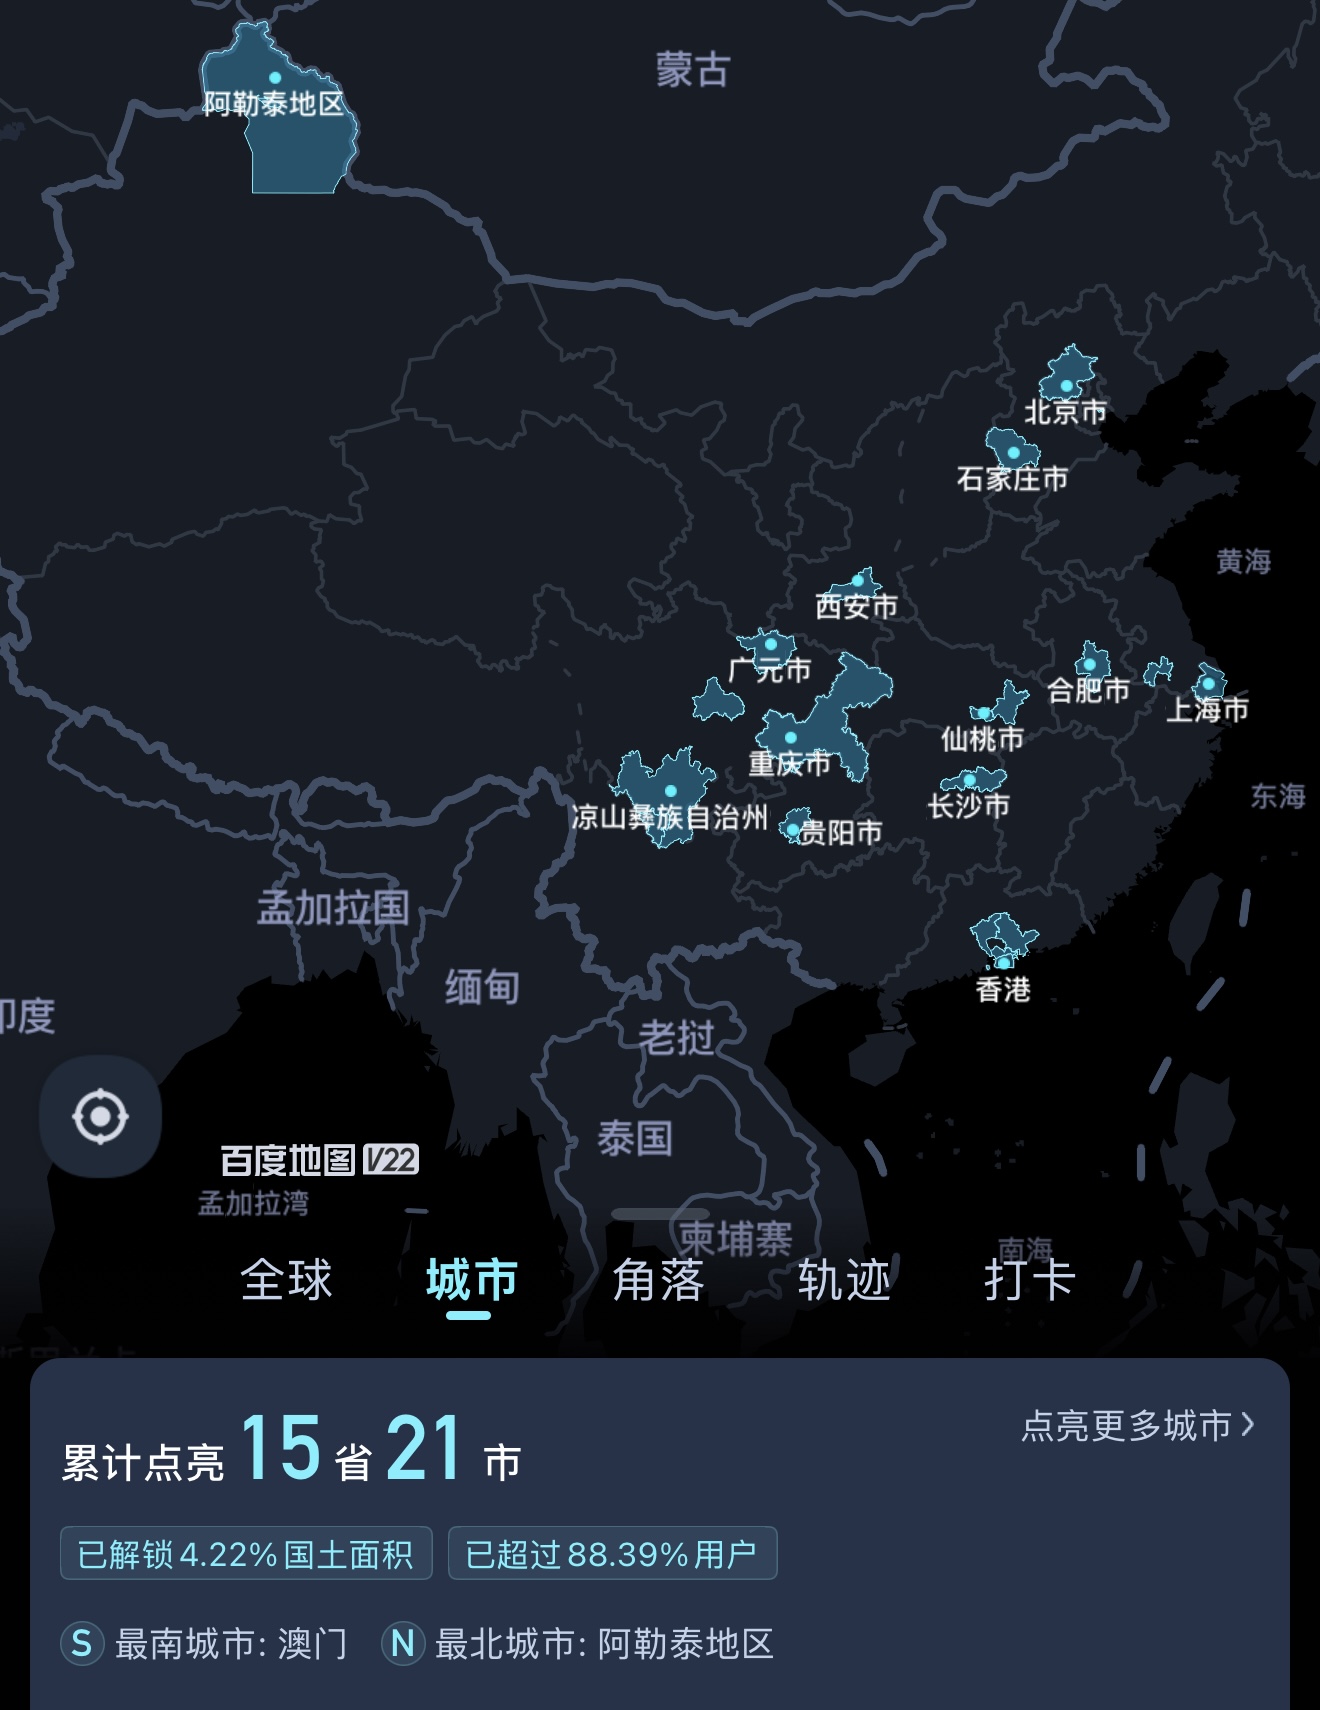 蒙古
阿勒泰地区
北京市
石家庄市
黄海
西安市
广元市
合肥市
上海市
仙桃市
重庆市
东海
长沙市
凉山彝族自治州
贵阳市
孟加拉国
缅甸
香港
印度
老挝
泰国
百度地图 V22
孟加拉湾
柬埔寨
南海
全球 城市 角落 轨迹 打卡
累计点亮 15 省 21 市
点亮更多城市 >
已解锁4.22%国土面积 已超过88.39%用户
S 最南城市: 澳门 N 最北城市: 阿勒泰地区